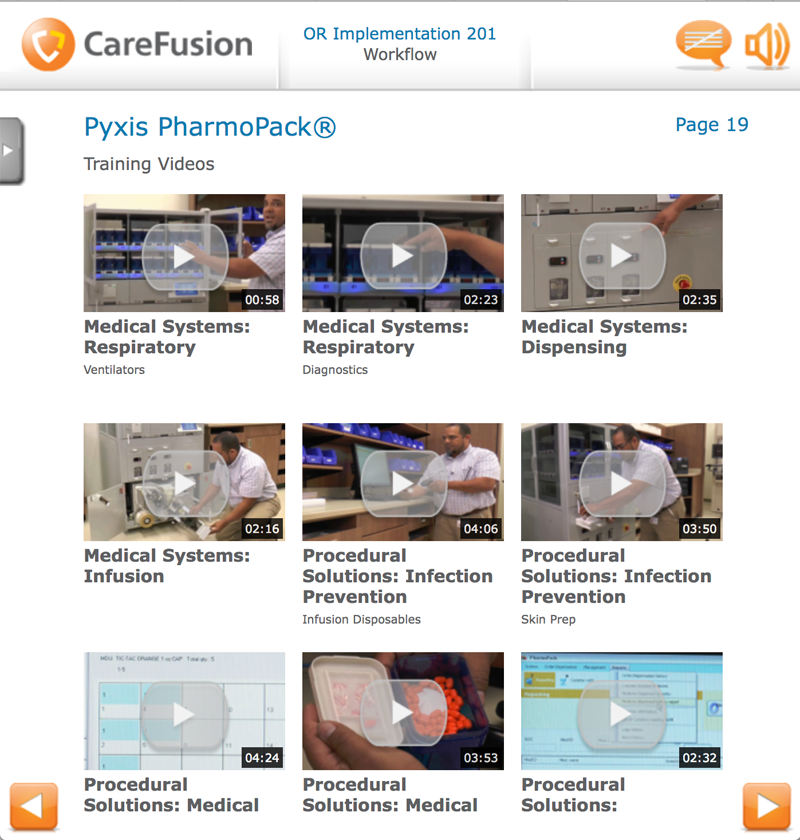 CareFusion
OR Implementation 201
Workflow
Pyxis PharmoPack®
Page 19
Training Videos
00:58
02:23
02:35
Medical Systems:
Respiratory
Ventilators
Medical Systems:
Respiratory
Diagnostics
Medical Systems:
Dispensing
02:16
04:06
03:50
Medical Systems:
Infusion
Procedural
Solutions: Infection
Prevention
Infusion Disposables
Procedural
Solutions: Infection
Prevention
Skin Prep
04:24
03:53
02:32
Procedural
Solutions: Medical
Procedural
Solutions: Medical
Procedural
Solutions: